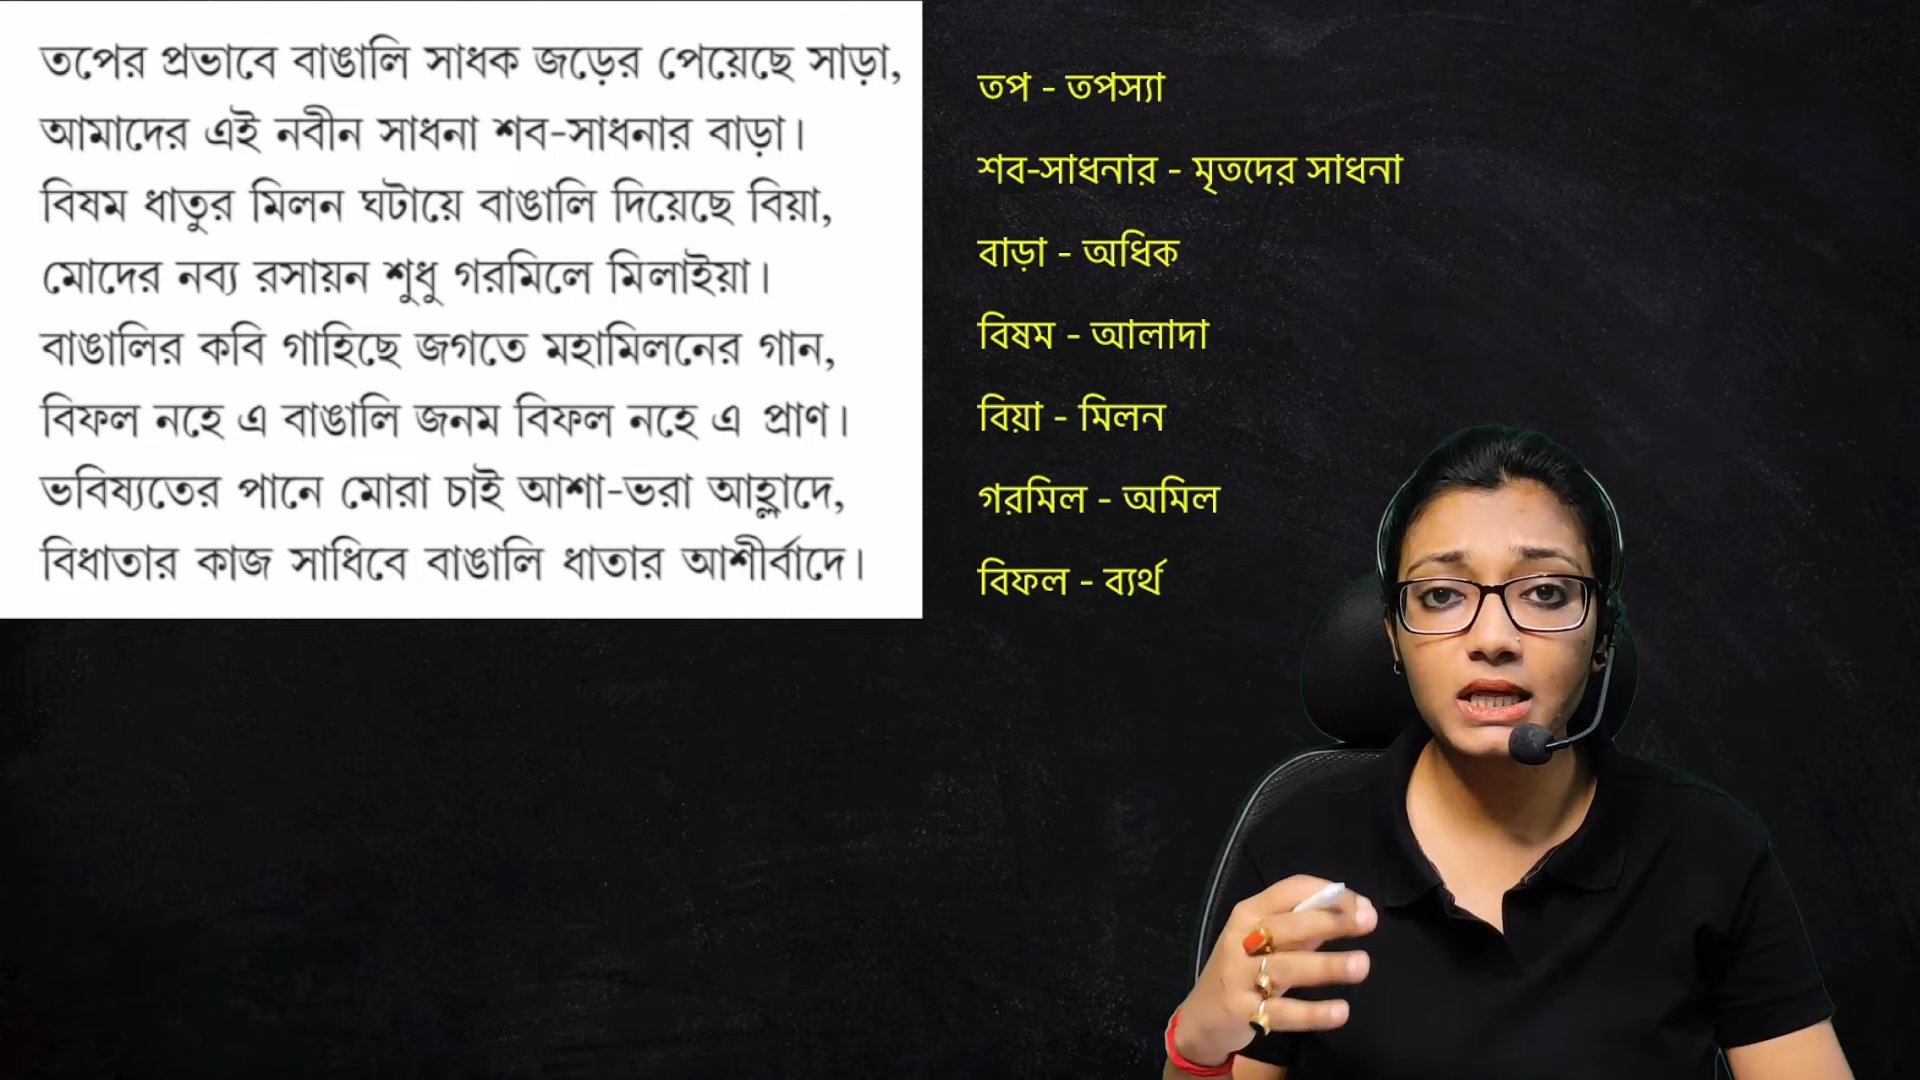 তপের প্রভাবে বাঙালি সাধক জড়ের পেয়েছে সাড়া,
আমাদের এই নবীন সাধনা শব-সাধনার বাড়া।
বিষম ধাতুর মিলন ঘটায়ে বাঙালি দিয়েছে বিয়া,
মোদের নব্য রসায়ন শুধু গরমিলে মিলাইয়া।
বাঙালির কবি গাহিছে জগতে মহামিলনের গান,
বিফল নহে এ বাঙালি জনম বিফল নহে এ প্রাণ।
ভবিষ্যতের পানে মোরা চাই আশা-ভরা আহ্লাদে,
বিধাতার কাজ সাধিবে বাঙালি ধাতার আশীর্বাদে।
তপ - তপস্যা
শব-সাধনার - মৃতদের সাধনা
বাড়া - অধিক
বিষম - আলাদা
বিয়া - মিলন
গরমিল - অমিল
বিফল - ব্যর্থ